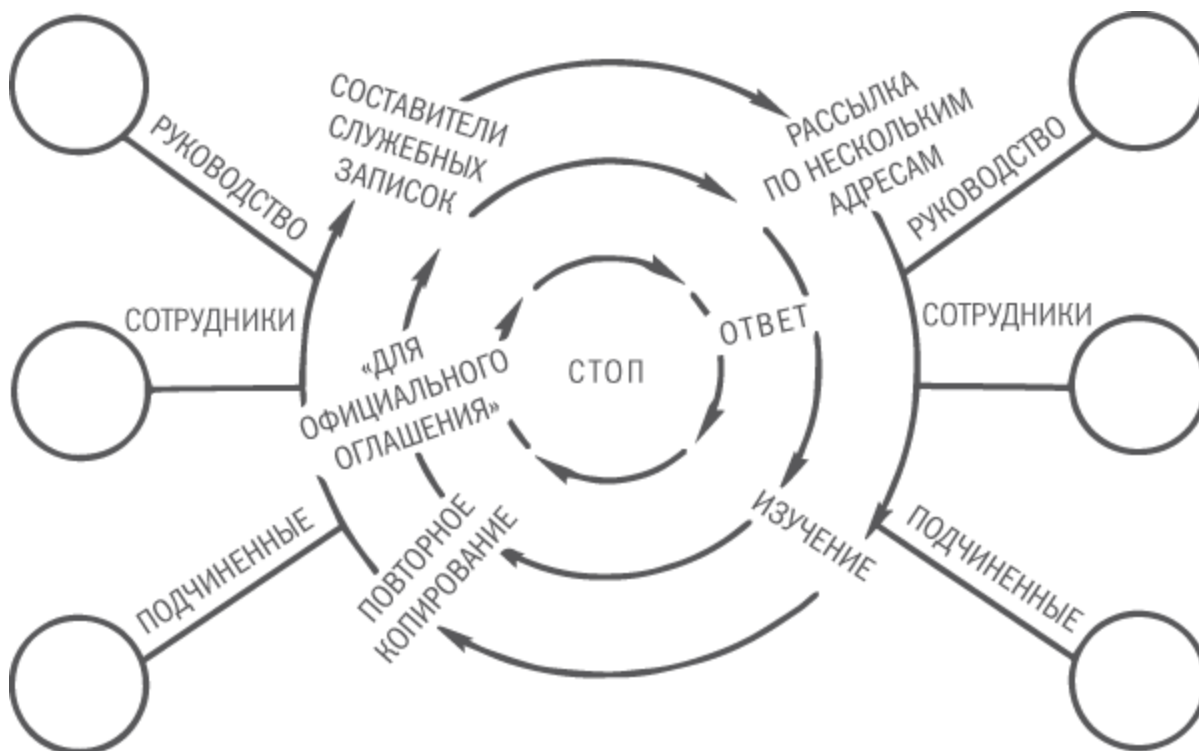 СОСТАВИТЕЛИ
СЛУЖЕБНЫХ
ЗАПИСОК
РАССЫЛКА
ПО НЕСКОЛЬКИМ
АДРЕСАМ
РУКОВОДСТВО
РУКОВОДСТВО
СОТРУДНИКИ
СОТРУДНИКИ
ОТВЕТ
СТОП
«ДЛЯ
ОФИЦИАЛЬНОГО
ОГЛАШЕНИЯ»
ИЗУЧЕНИЕ
ПОВТОРНОЕ
КОПИРОВАНИЕ
ПОДЧИНЕННЫЕ
ПОДЧИНЕННЫЕ